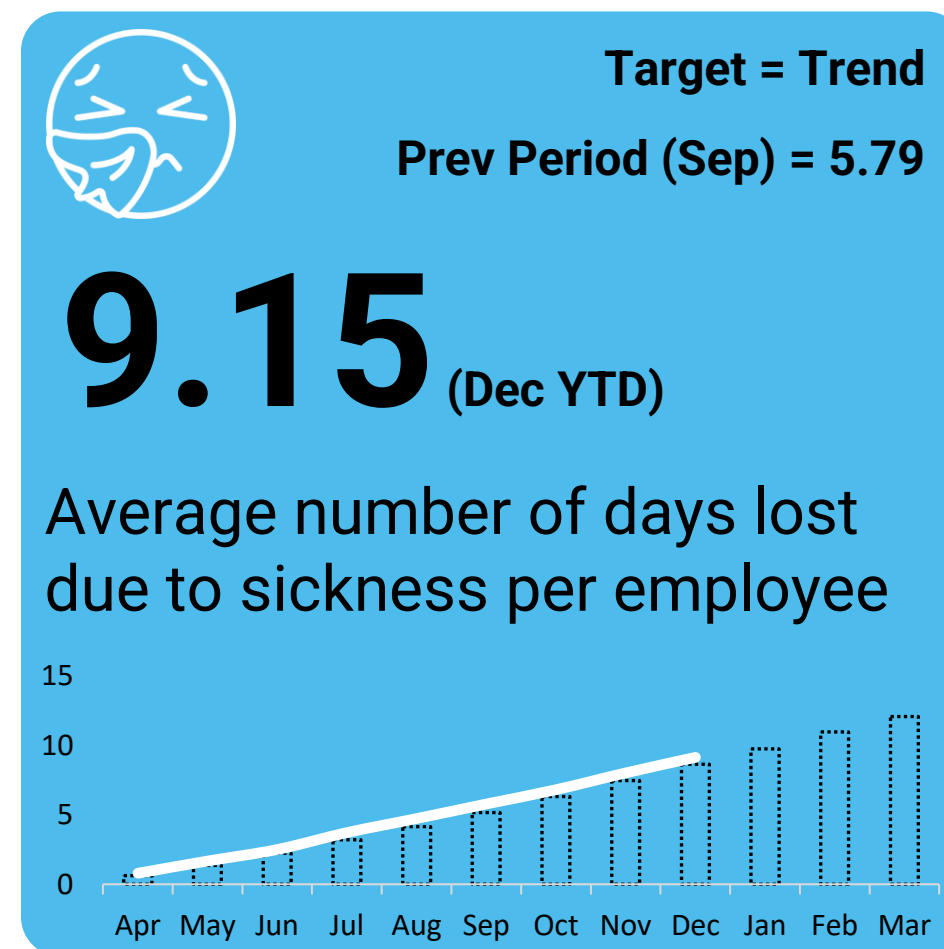 Target = Trend
Prev Period (Sep) = 5.79
9.15 (Dec YTD)
Average number of days lost
due to sickness per employee
15
10
5
0
Apr May Jun Jul Aug Sep Oct Nov Dec Jan Feb Mar